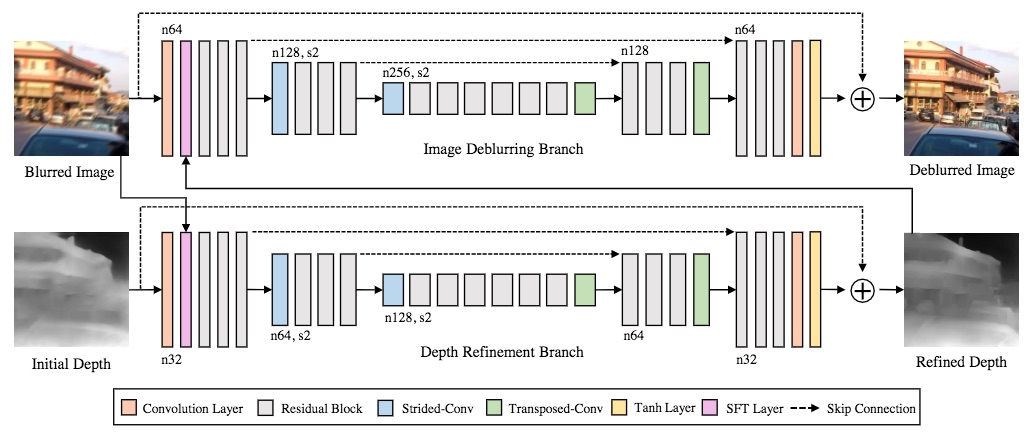 n64
n64
n128, s2
n128
n256, s2
Image Deblurring Branch
Blurred Image
Deblurred Image
n128, s2
n64, s2
n64
Depth Refinement Branch
n32
n32
Initial Depth
Refined Depth
Convolution Layer
Residual Block
Strided-Conv
Transposed-Conv
Tanh Layer
SFT Layer
Skip Connection